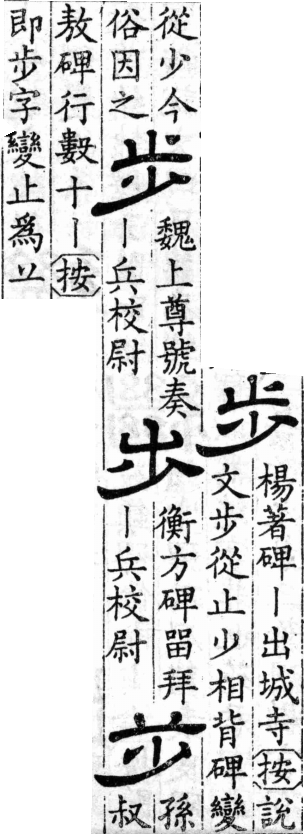 步
楊著碑丨出城寺按說
文步從止少相背碑變
從少今
俗因之
步
魏上尊號奏
丨兵校尉
步
衡方碑㽞拜
丨兵校尉
步
孫
叔
敖碑行數十丨按
即步字變止爲䒑